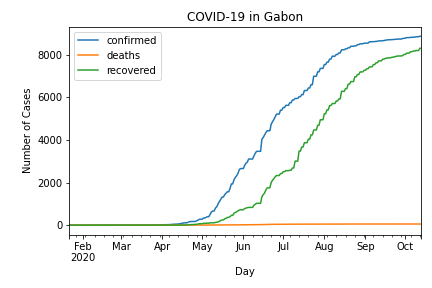 COVID-19 in Gabon
confirmed
deaths
recovered
Number of Cases
8000
6000
4000
2000
0
Feb Mar Apr May Jun Jul Aug Sep Oct
2020
Day